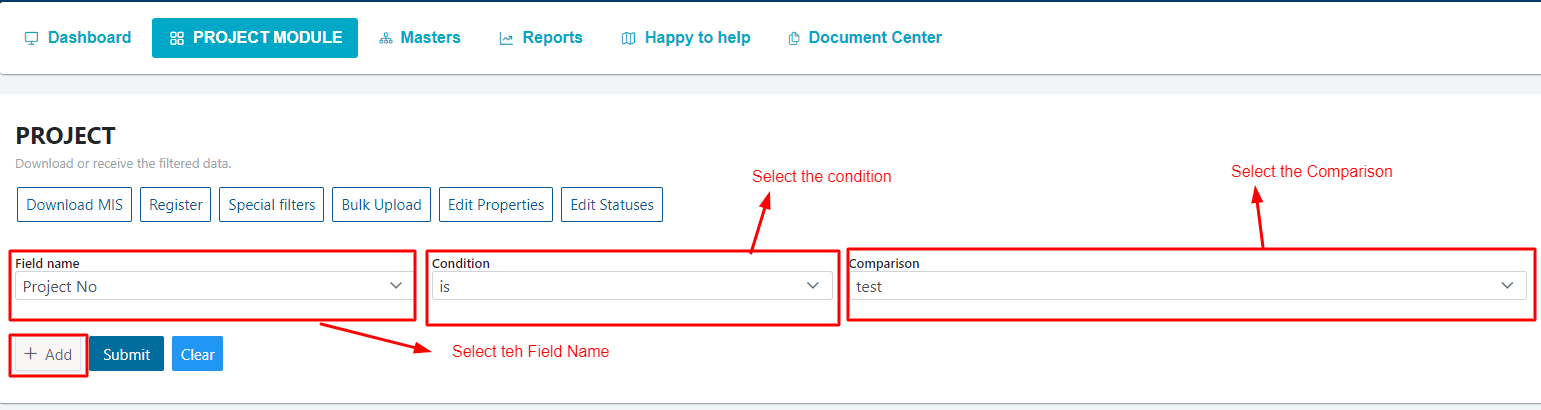 Dashboard PROJECT MODULE Masters Reports Happy to help Document Center
PROJECT
Download or receive the filtered data.
Select the condition
Select the Comparison
Download MIS Register Special filters Bulk Upload Edit Properties Edit Statuses
Field name Condition Comparison
Project No is test
+ Add Submit Clear
Select teh Field Name